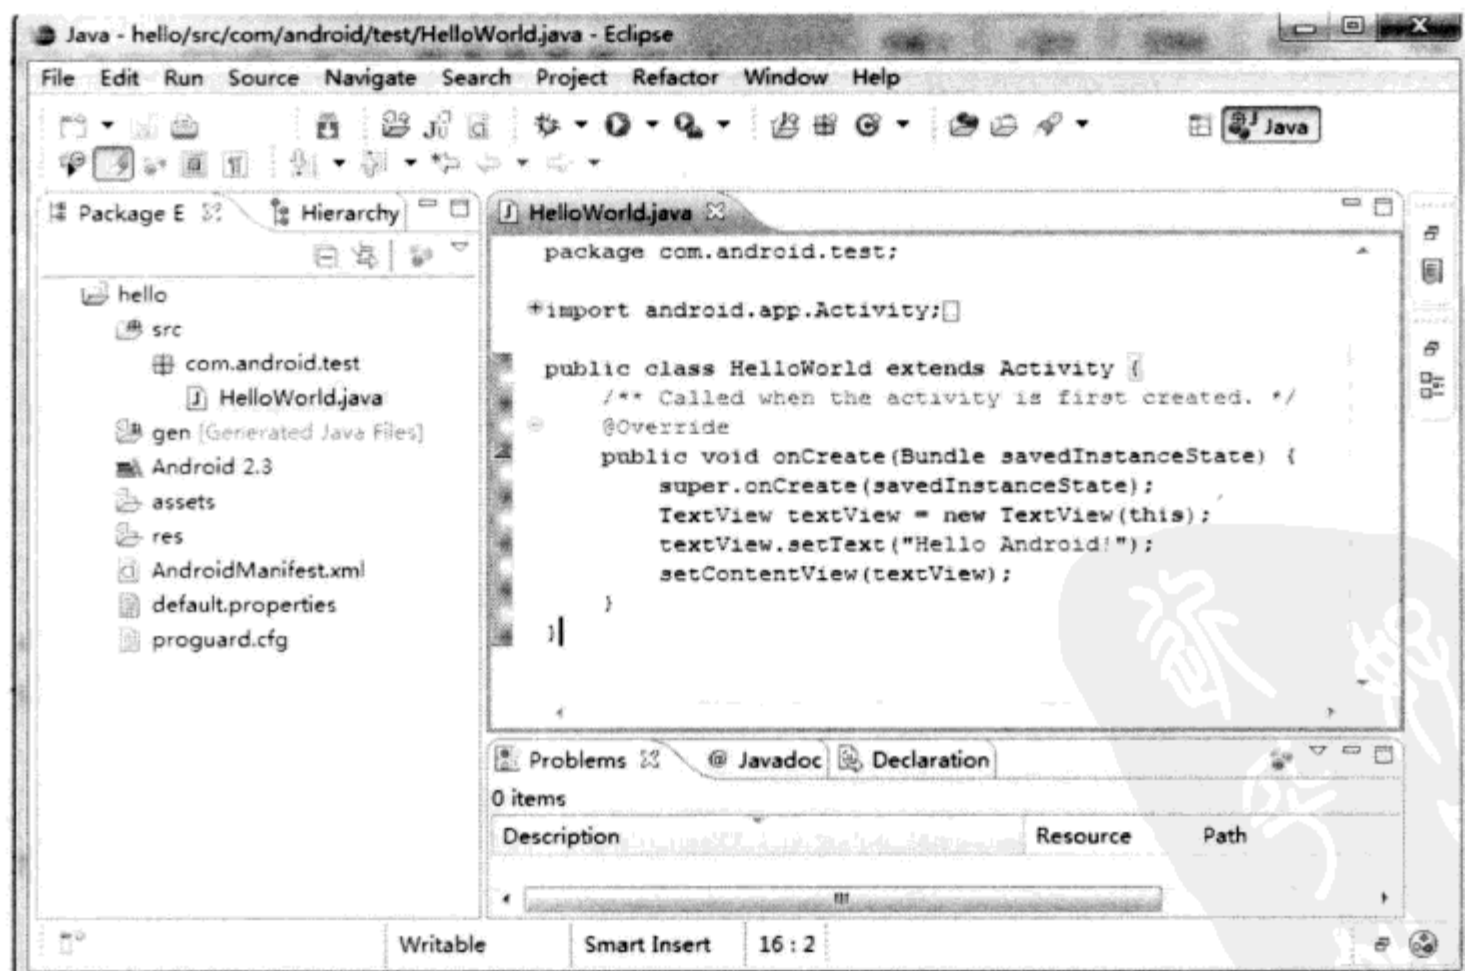 Java - hello/src/com/android/test/HelloWorld.java - Eclipse
File Edit Run Source Navigate Search Project Refactor Window Help
Java
Package E Hierarchy
hello
src
com.android.test
HelloWorld.java
gen [Generated Java Files]
Android 2.3
assets
res
AndroidManifest.xml
default.properties
proguard.cfg
HelloWorld.java
package com.android.test;
import android.app.Activity;
public class HelloWorld extends Activity {
/** Called when the activity is first created. */
@Override
public void onCreate(Bundle savedInstanceState) {
super.onCreate(savedInstanceState);
TextView textView = new TextView(this);
textView.setText("Hello Android!");
setContentView(textView);
}
}
Problems @ Javadoc Declaration
0 items
Description Resource Path
Writable Smart Insert 16 : 2